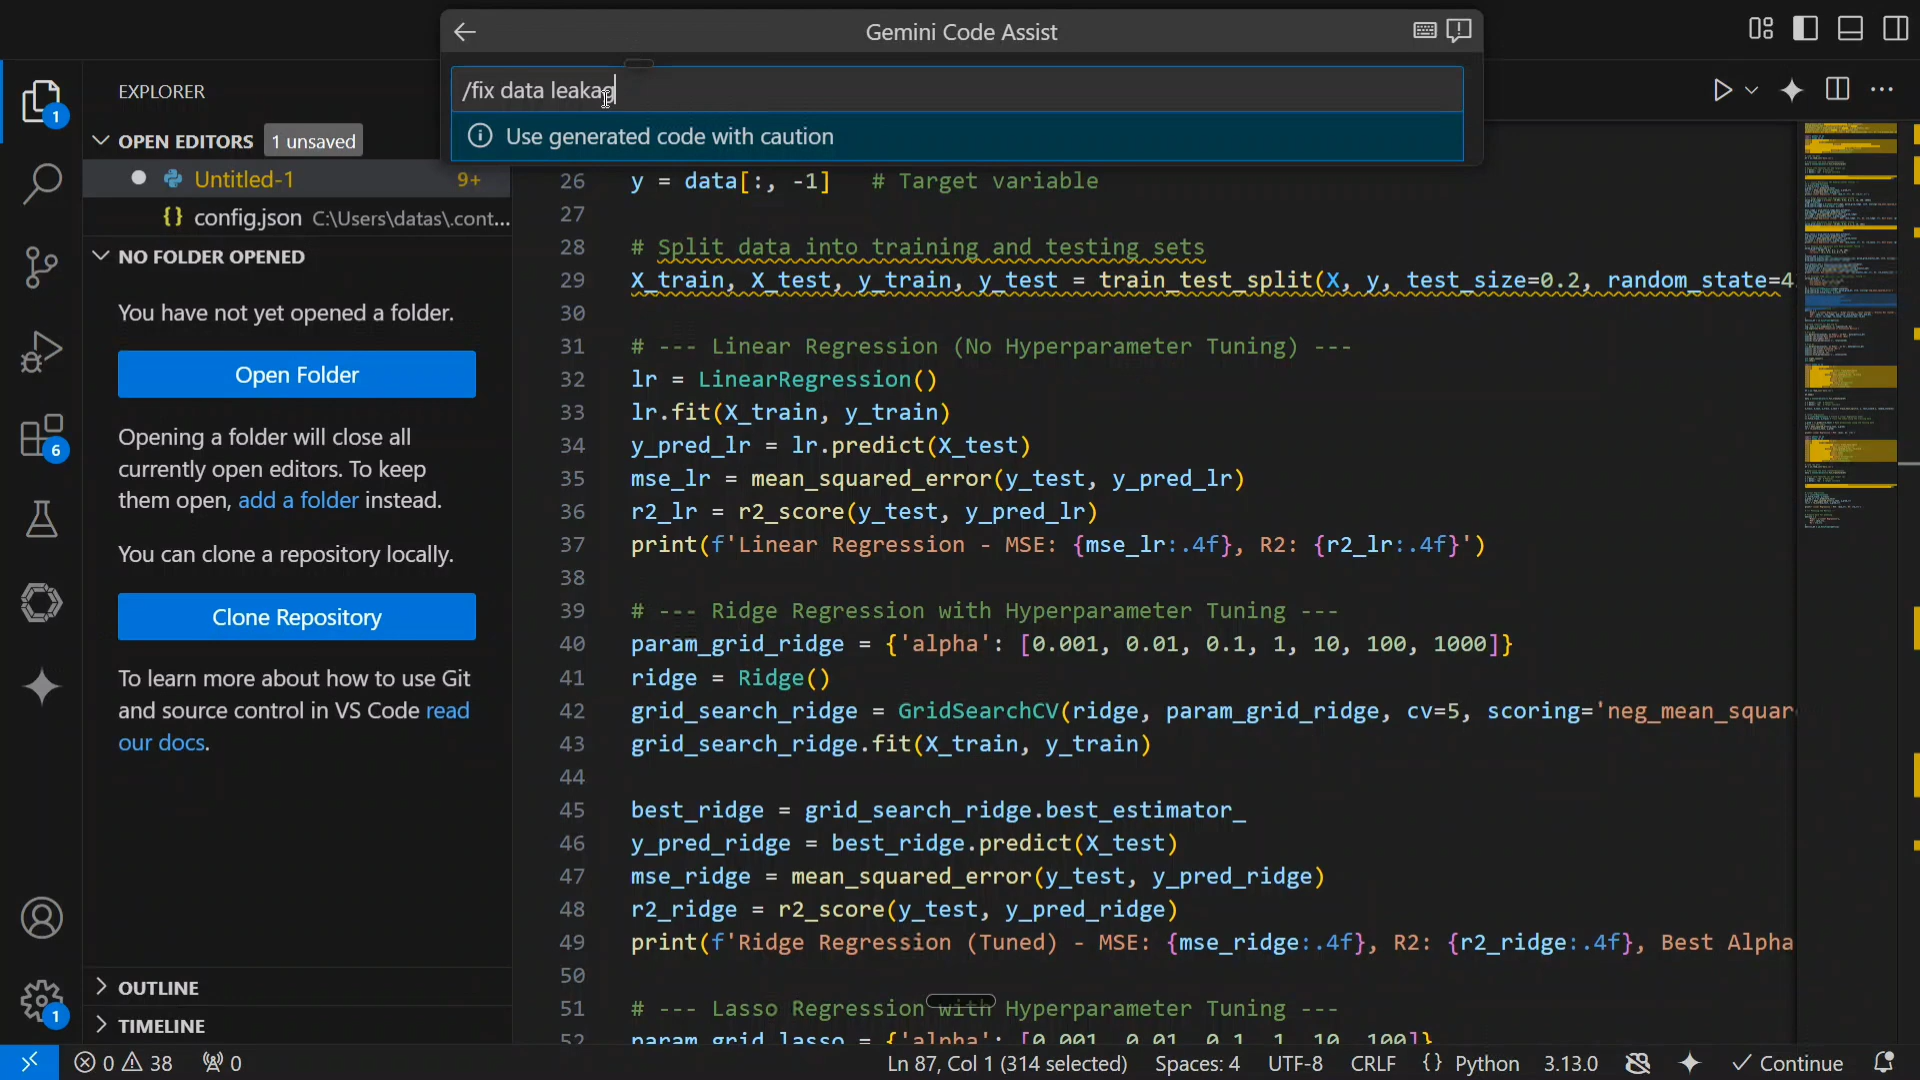 Gemini Code Assist
/fix data leakag
Use generated code with caution
EXPLORER
OPEN EDITORS
1 unsaved
Untitled-1
9+
{} config.json C:\Users\datas\.cont...
NO FOLDER OPENED
You have not yet opened a folder.
Open Folder
Opening a folder will close all
currently open editors. To keep
them open, add a folder instead.
You can clone a repository locally.
Clone Repository
To learn more about how to use Git
and source control in VS Code read
our docs.
OUTLINE
TIMELINE
1
6
1
26 y = data[:, -1]   # Target variable
27
28 # Split data into training and testing sets
29 X_train, X_test, y_train, y_test = train_test_split(X, y, test_size=0.2, random_state=4
30
31 # --- Linear Regression (No Hyperparameter Tuning) ---
32 lr = LinearRegression()
33 lr.fit(X_train, y_train)
34 y_pred_lr = lr.predict(X_test)
35 mse_lr = mean_squared_error(y_test, y_pred_lr)
36 r2_lr = r2_score(y_test, y_pred_lr)
37 print(f'Linear Regression - MSE: {mse_lr:.4f}, R2: {r2_lr:.4f}')
38
39 # --- Ridge Regression with Hyperparameter Tuning ---
40 param_grid_ridge = {'alpha': [0.001, 0.01, 0.1, 1, 10, 100, 1000]}
41 ridge = Ridge()
42 grid_search_ridge = GridSearchCV(ridge, param_grid_ridge, cv=5, scoring='neg_mean_squar
43 grid_search_ridge.fit(X_train, y_train)
44
45 best_ridge = grid_search_ridge.best_estimator_
46 y_pred_ridge = best_ridge.predict(X_test)
47 mse_ridge = mean_squared_error(y_test, y_pred_ridge)
48 r2_ridge = r2_score(y_test, y_pred_ridge)
49 print(f'Ridge Regression (Tuned) - MSE: {mse_ridge:.4f}, R2: {r2_ridge:.4f}, Best Alpha
50
51 # --- Lasso Regression with Hyperparameter Tuning ---
52 param_grid_lasso = {'alpha': [0.001, 0.01, 0.1, 1, 10, 100]}
0 38 0 Ln 87, Col 1 (314 selected) Spaces: 4 UTF-8 CRLF {} Python 3.13.0 Continue